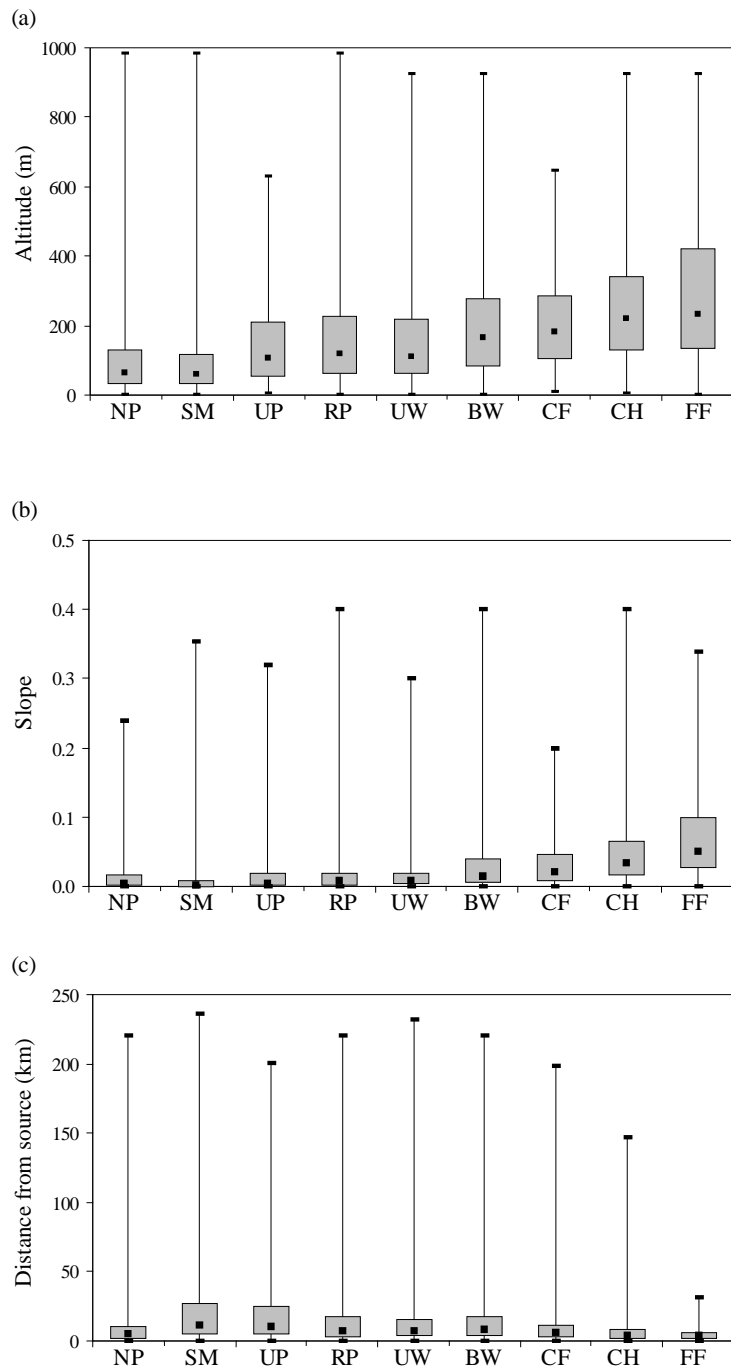 (a)
1000
800
600
400
200
0
Altitude (m)
NP SM UP RP UW BW CF CH FF
(b)
0.5
0.4
0.3
0.2
0.1
0.0
Slope
NP SM UP RP UW BW CF CH FF
(c)
250
200
150
100
50
0
Distance from source (km)
NP SM UP RP UW BW CF CH FF